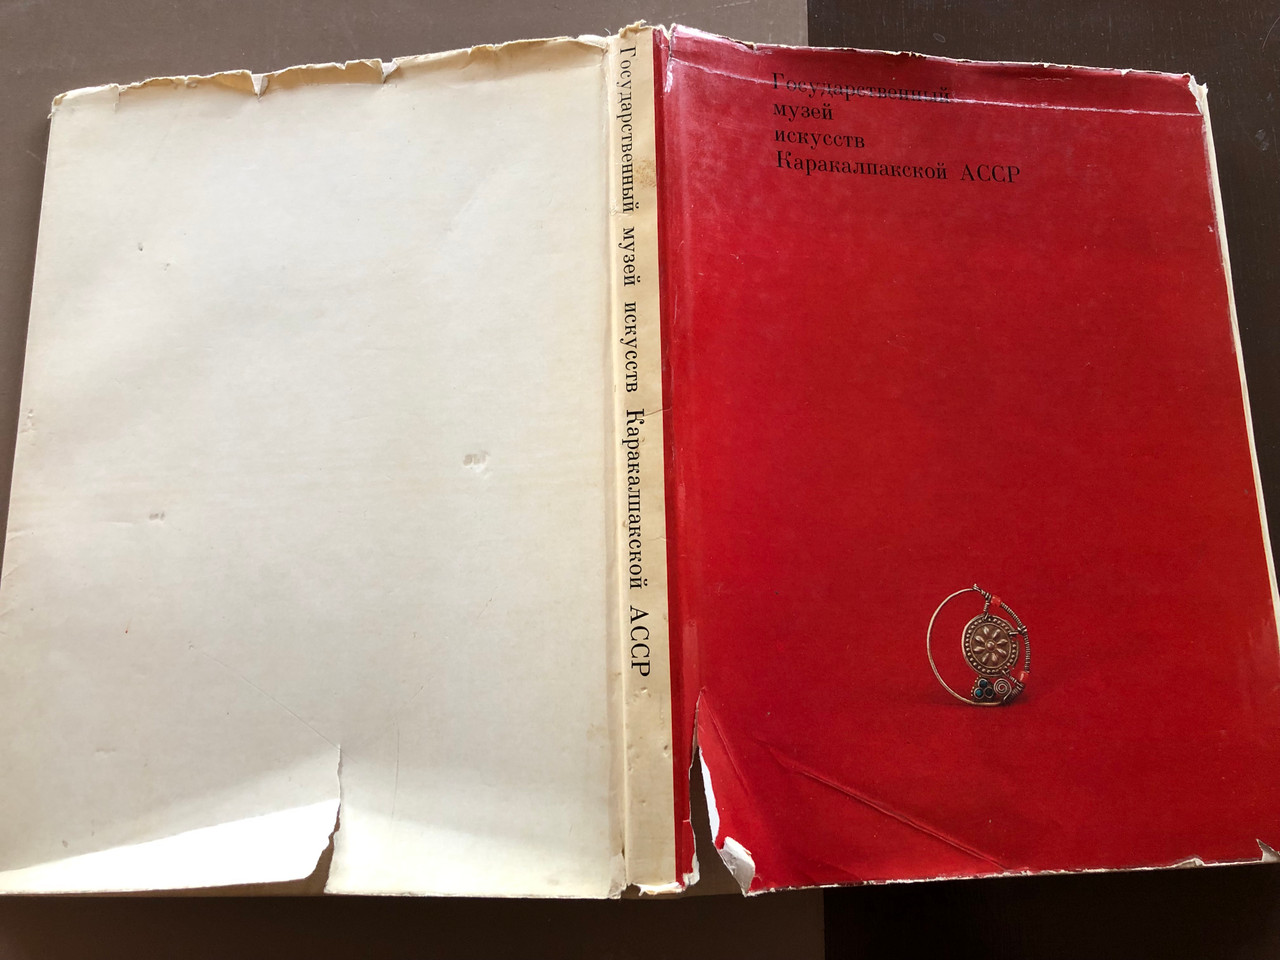 Государственный музей искусств Каракалпакской АССР
Государственный
музей
искусств
Каракалпакской АССР